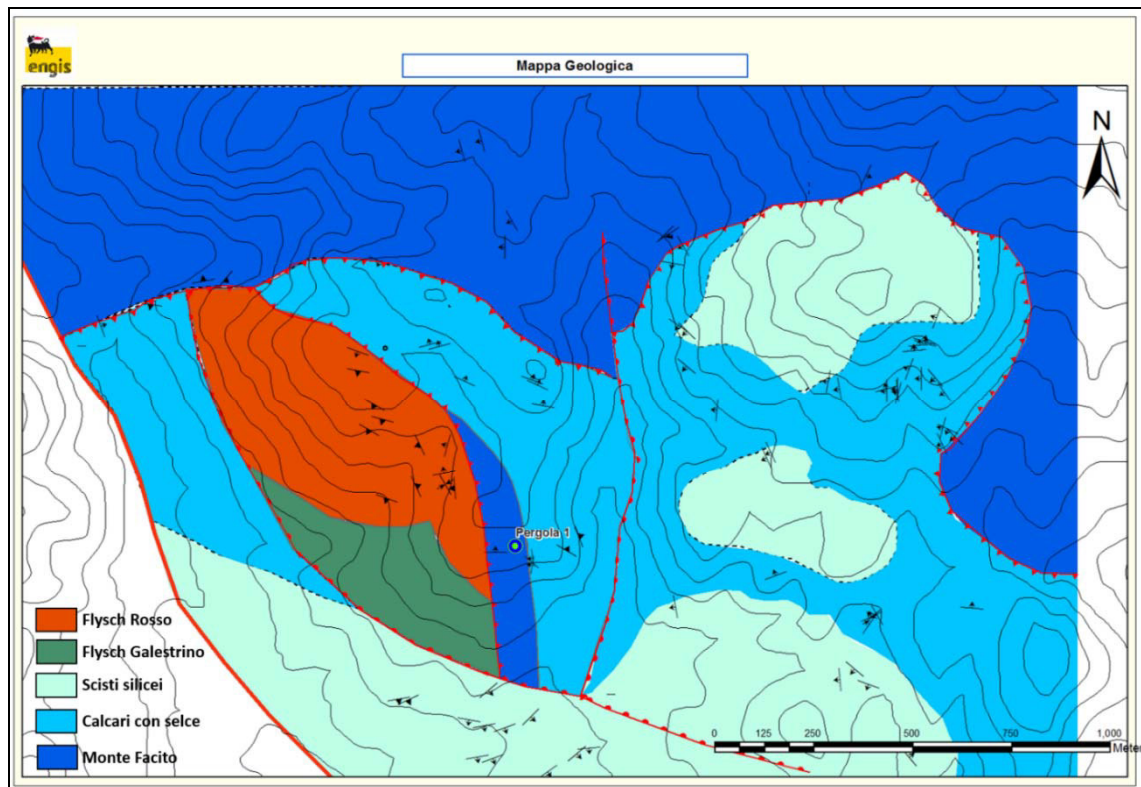 engis
Mappa Geologica
N
Pergola 1
Flysch Rosso
Flysch Galestrino
Scisti silicei
Calcari con selce
Monte Facito
0 125 250 500 750 1,000
Meters